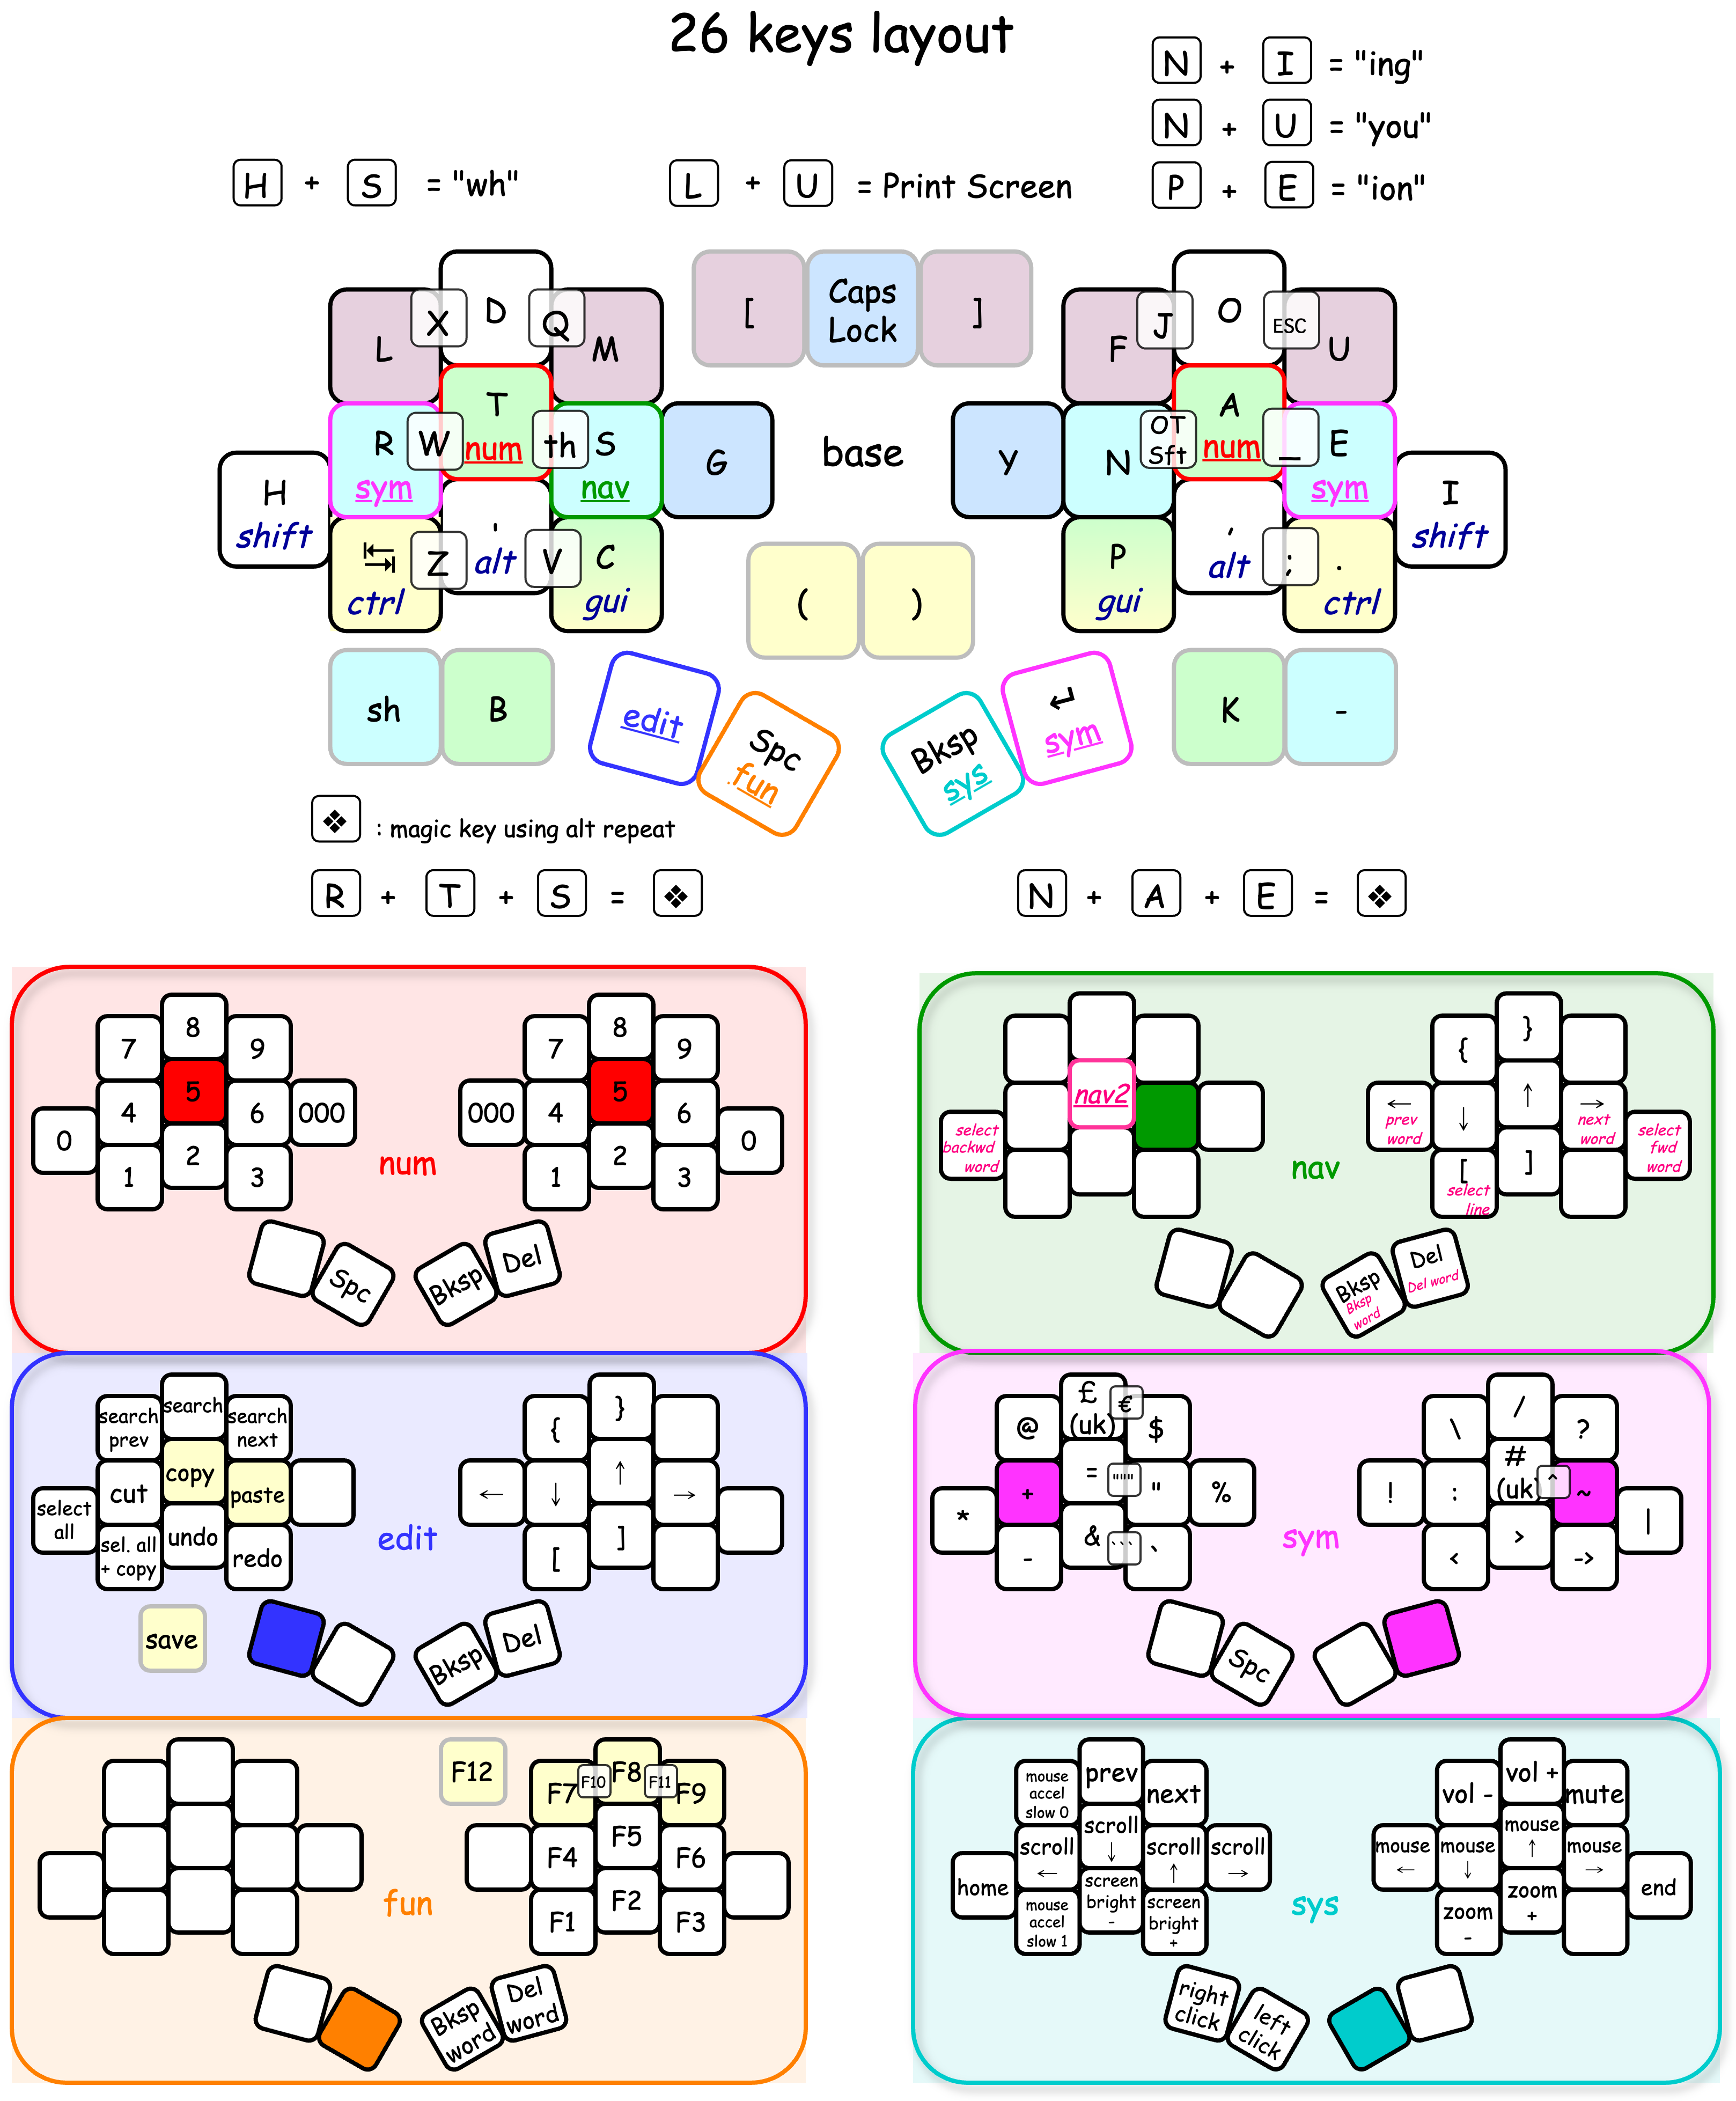 26 keys layout
N + I = "ing"
N + U = "you"
H + S = "wh"
L + U = Print Screen
P + E = "ion"
L X D Q M
[ Caps Lock ]
F J O ESC U
R sym W T num th S nav G
base
Y N OT Sft A num _ E sym
H shift
I shift
⇤⇥ ctrl Z ' alt V C gui
( )
P gui , alt ; . ctrl
sh B
edit
Spc fun
Bksp sys
↵ sym
K -
❖ : magic key using alt repeat
R + T + S = ❖
N + A + E = ❖
7 8 9
4 5 6 000
0
1 2 3
num
7 8 9
000 4 5 6
0
1 2 3
Spc
Bksp
Del
nav2
select backwd word
nav
{ }
← prev word
↓ ↑
→ next word
select fwd word
[ select line
]
Bksp
Bksp word
Del
Del word
search prev
search
search next
cut
copy
paste
select all
sel. all + copy
undo
redo
save
edit
{ }
← ↓ ↑ →
[ ]
Bksp
Del
@ £ (uk) € $
+ = """ " %
*
- & ``` `
sym
\ / ?
! : # (uk) ^ ~
|
< > ->
Spc
F12
F7 F10 F8 F11 F9
F4 F5 F6
F1 F2 F3
fun
Bksp word
Del word
mouse accel slow 0
prev
next
scroll ←
scroll ↓
scroll ↑
scroll →
home
mouse accel slow 1
screen bright -
screen bright +
sys
vol -
vol +
mute
mouse ←
mouse ↓
mouse ↑
mouse →
end
zoom -
zoom +
right click
left click